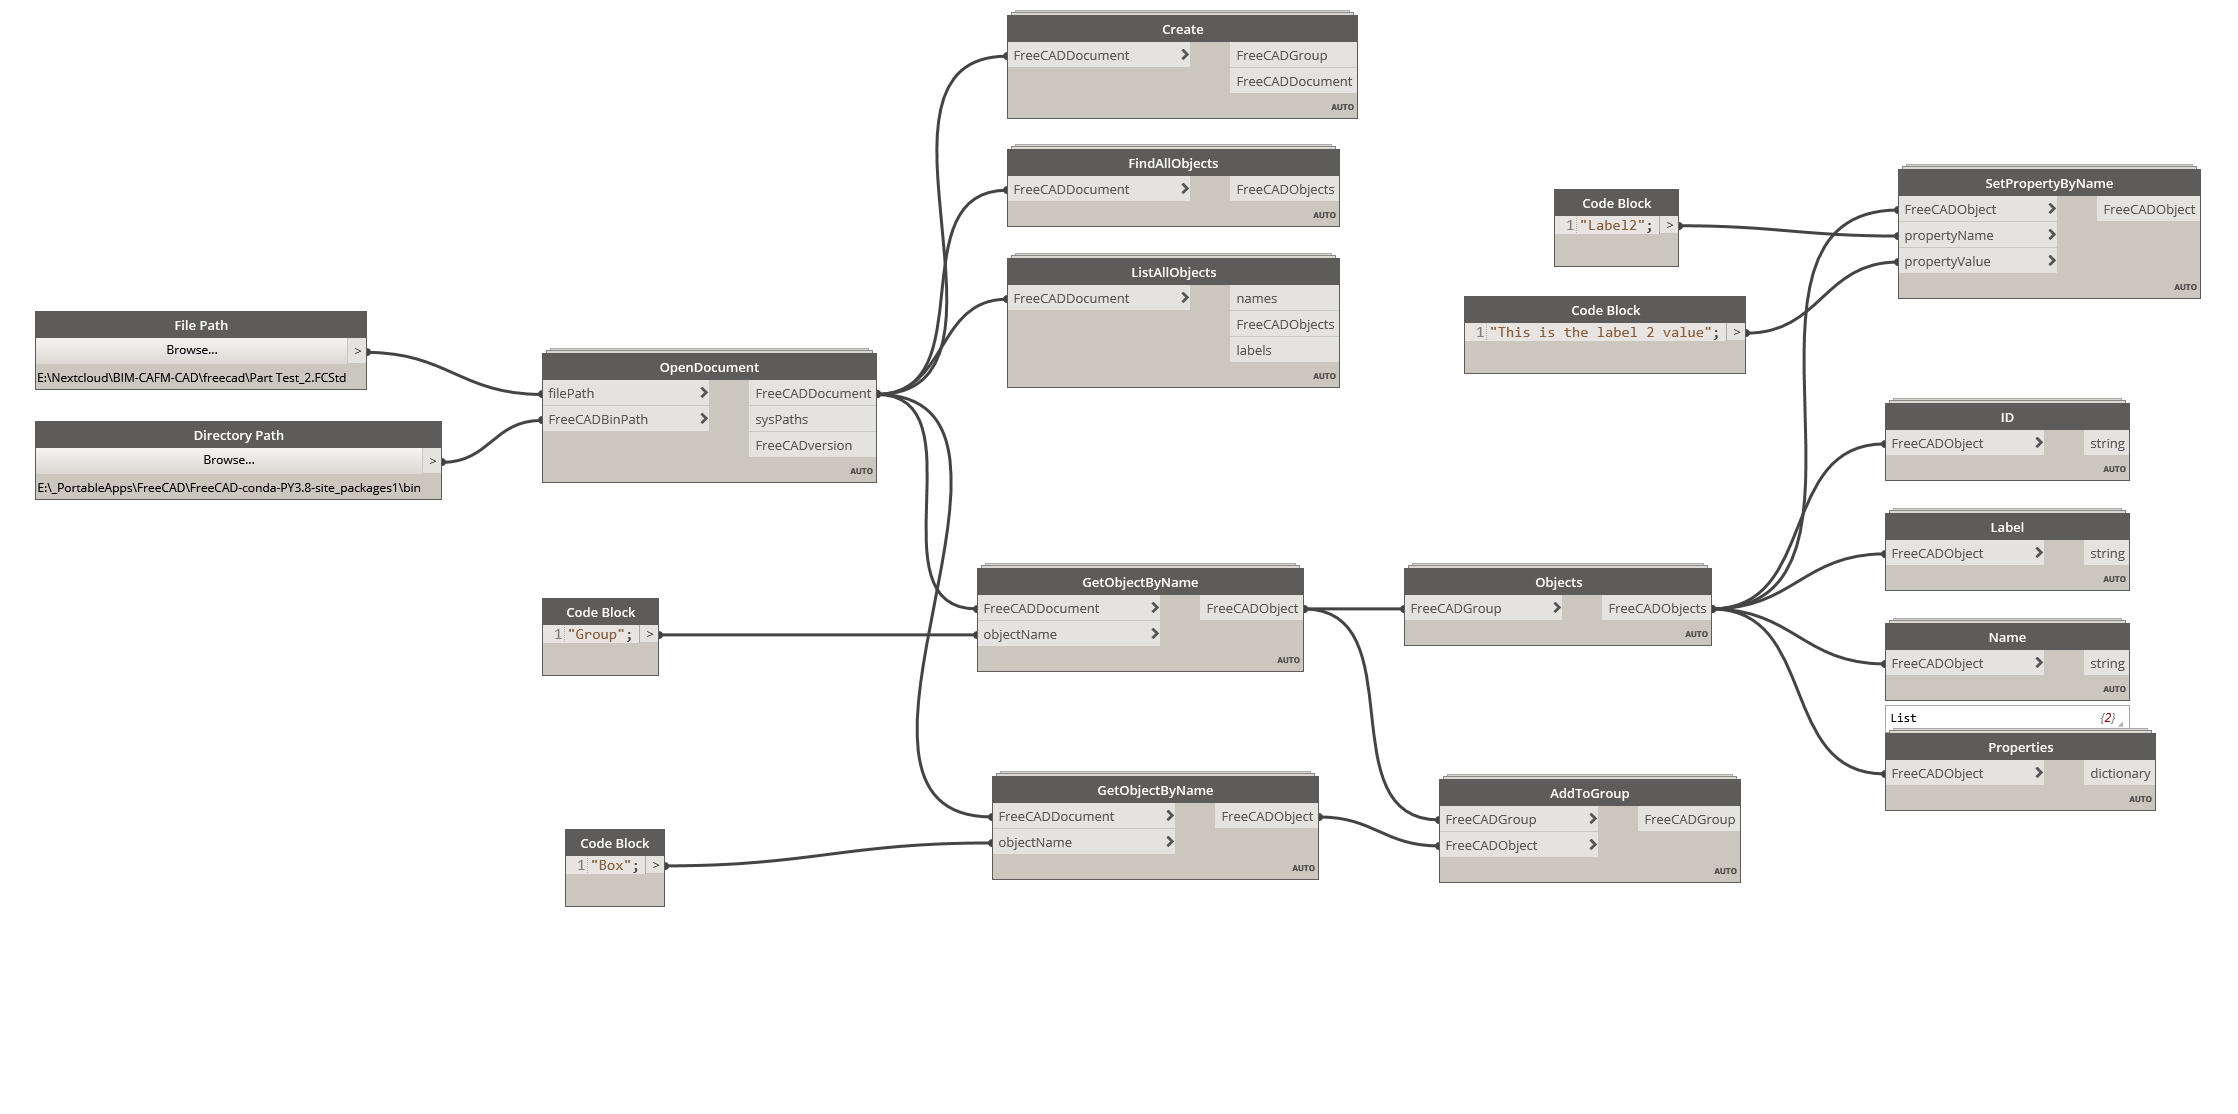 Create
FreeCADDocument > FreeCADGroup
FreeCADDocument
AUTO
FindAllObjects
FreeCADDocument > FreeCADObjects
AUTO
ListAllObjects
FreeCADDocument > names
FreeCADObjects
labels
AUTO
File Path
Browse... >
E:\Nextcloud\BIM-CAFM-CAD\freecad\Part Test_2.FCStd
Directory Path
Browse... >
E:\_PortableApps\FreeCAD\FreeCAD-conda-PY3.8-site_packages1\bin
OpenDocument
filePath > FreeCADDocument
FreeCADBinPath > sysPaths
FreeCADversion
AUTO
Code Block
1 "Label2"; >
Code Block
1 "This is the label 2 value"; >
SetPropertyByName
FreeCADObject > FreeCADObject
propertyName >
propertyValue >
AUTO
ID
FreeCADObject > string
AUTO
Label
FreeCADObject > string
AUTO
Name
FreeCADObject > string
AUTO
List {2}
Properties
FreeCADObject > dictionary
AUTO
Code Block
1 "Group"; >
GetObjectByName
FreeCADDocument > FreeCADObject
objectName >
AUTO
Objects
FreeCADGroup > FreeCADObjects
AUTO
Code Block
1 "Box"; >
GetObjectByName
FreeCADDocument > FreeCADObject
objectName >
AUTO
AddToGroup
FreeCADGroup > FreeCADGroup
FreeCADObject >
AUTO